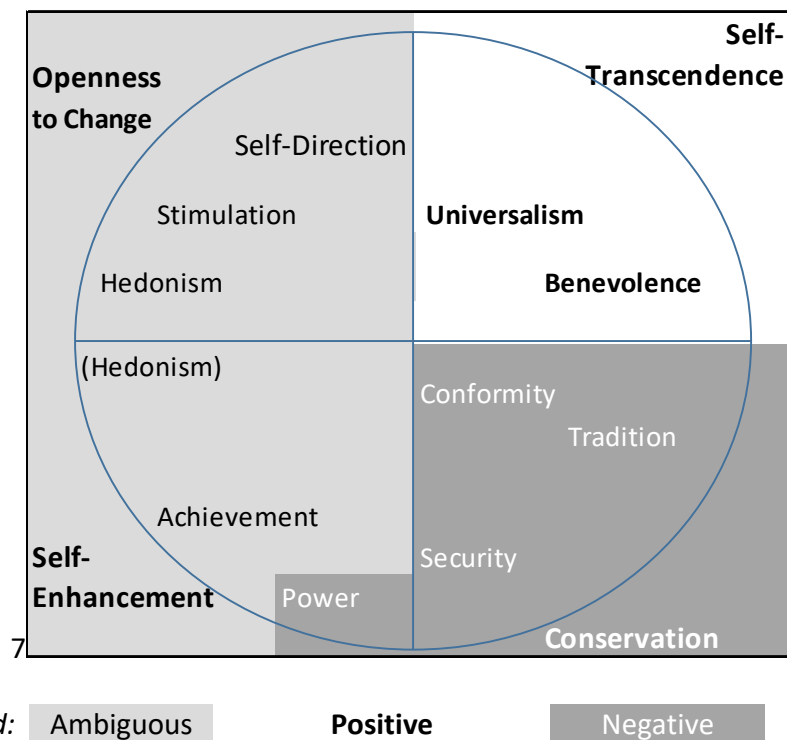 Self-
Transcendence
Openness
to Change
Self-Direction
Stimulation
Universalism
Hedonism
Benevolence
(Hedonism)
Conformity
Tradition
Achievement
Security
Self-
Enhancement
Power
Conservation
7
d: Ambiguous Positive Negative